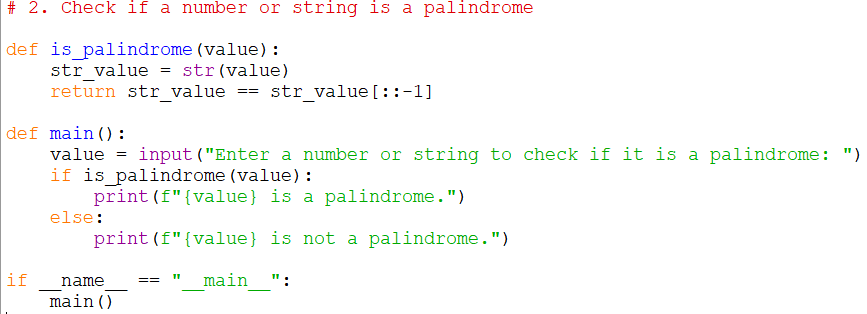 # 2. Check if a number or string is a palindrome
def is_palindrome(value):
    str_value = str(value)
    return str_value == str_value[::-1]
def main():
    value = input("Enter a number or string to check if it is a palindrome: ")
    if is_palindrome(value):
        print(f"{value} is a palindrome.")
    else:
        print(f"{value} is not a palindrome.")
if __name__ == "__main__":
    main()